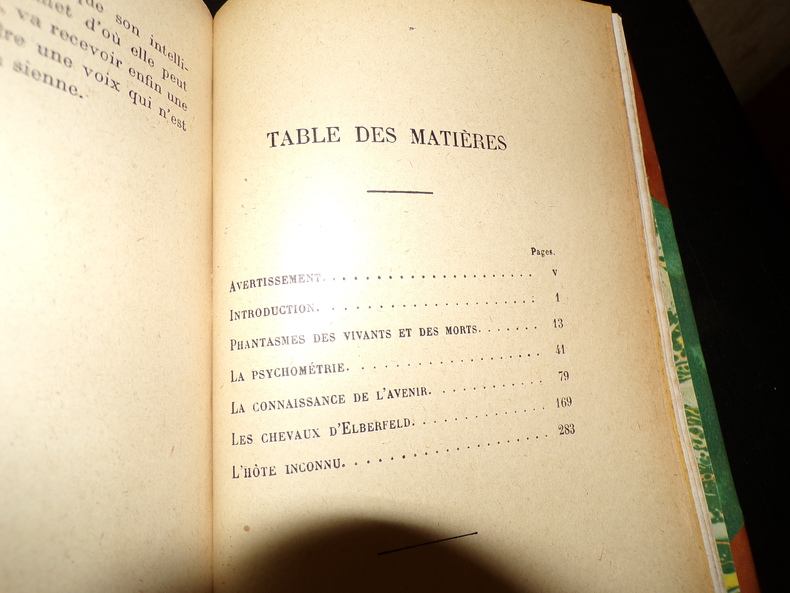 de son intelli-
met d'où elle peut
va recevoir enfin une
une voix qui n'est
sienne.
TABLE DES MATIÈRES
Pages.
AVERTISSEMENT. . . . . . . . . . . . . . . . . . . . . . V
INTRODUCTION. . . . . . . . . . . . . . . . . . . . . . 1
PHANTASMES DES VIVANTS ET DES MORTS. . . . . . . 13
LA PSYCHOMÉTRIE. . . . . . . . . . . . . . . . . . . 41
LA CONNAISSANCE DE L'AVENIR. . . . . . . . . . . 79
LES CHEVAUX D'ELBERFELD. . . . . . . . . . . . . 169
L'HÔTE INCONNU. . . . . . . . . . . . . . . . . . . . 283